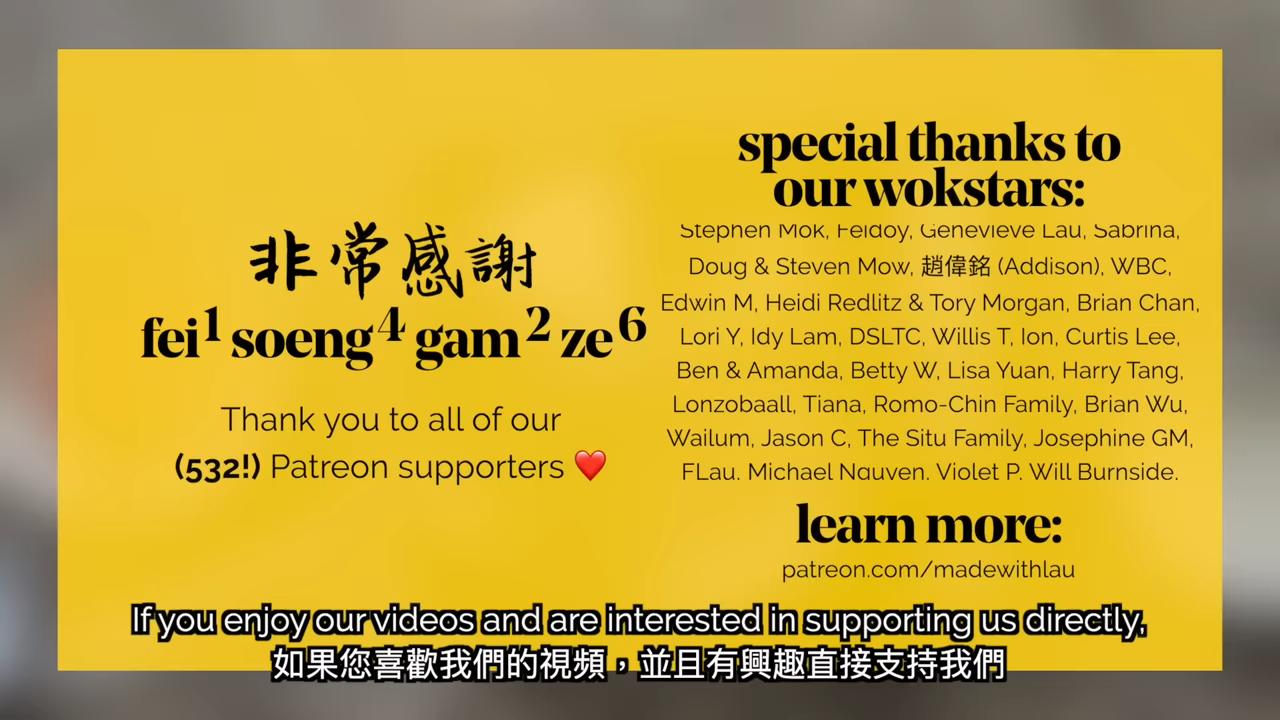 非常感謝
fei1 soeng4 gam2 ze6
Thank you to all of our
(532!) Patreon supporters ❤️
special thanks to
our wokstars:
Stephen Mok, Feidoy, Genevieve Lau, Sabrina,
Doug & Steven Mow, 趙偉銘 (Addison), WBC,
Edwin M, Heidi Redlitz & Tory Morgan, Brian Chan,
Lori Y, Idy Lam, DSLTC, Willis T, Ion, Curtis Lee,
Ben & Amanda, Betty W, Lisa Yuan, Harry Tang,
Lonzobaall, Tiana, Romo-Chin Family, Brian Wu,
Wailum, Jason C, The Situ Family, Josephine GM,
FLau, Michael Nguyen, Violet P, Will Burnside,
learn more:
patreon.com/madewithlau
If you enjoy our videos and are interested in supporting us directly,
如果您喜歡我們的視頻，並且有興趣直接支持我們